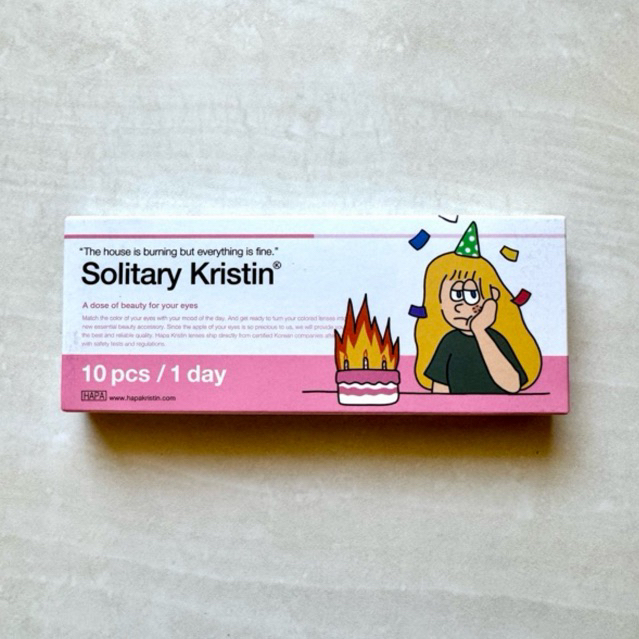 "The house is burning but everything is fine."
Solitary Kristin®
A dose of beauty for your eyes
Match the color of your eyes with your mood of the day. And get ready to turn your colored lenses into
new essential beauty accessory. Since the apple of your eyes is so precious to us, we will provide you
the best and reliable quality. Hapa Kristin lenses ship directly from certified Korean companies
with safety tests and regulations.
10 pcs / 1 day
HAPA www.hapakristin.com